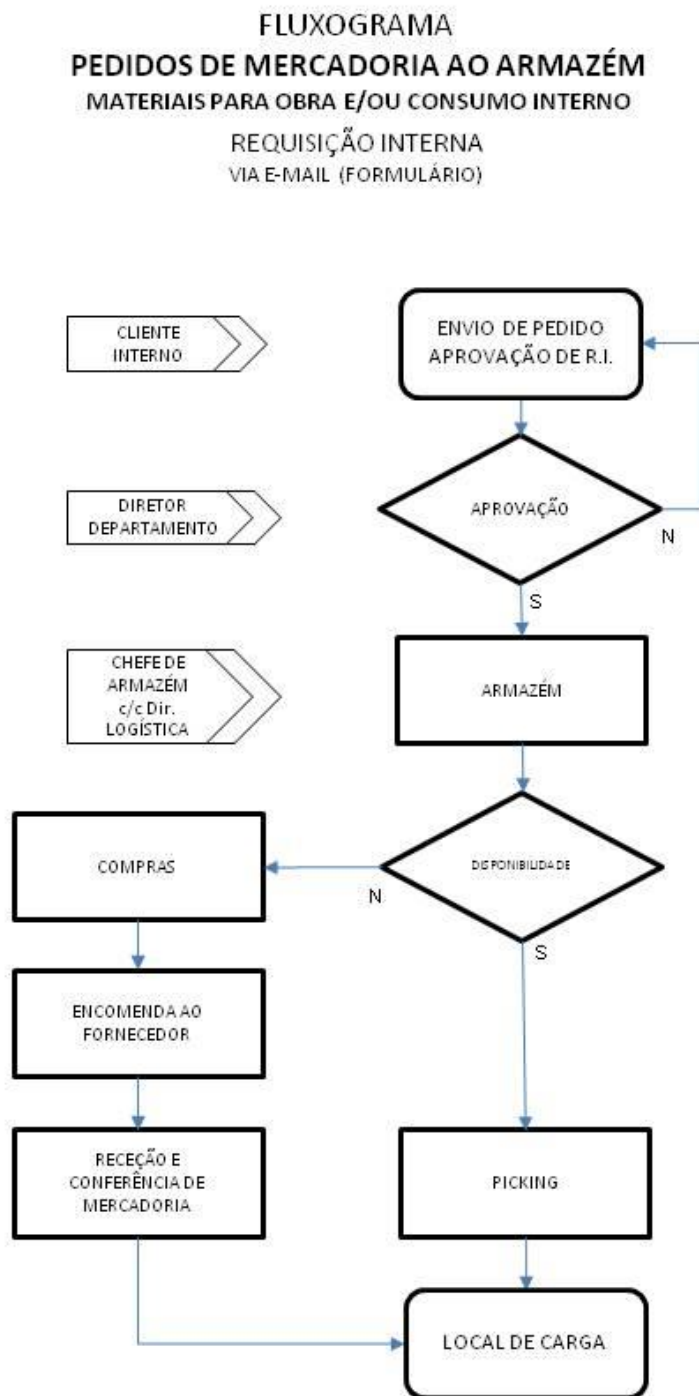 FLUXOGRAMA
PEDIDOS DE MERCADORIA AO ARMAZÉM
MATERIAIS PARA OBRA E/OU CONSUMO INTERNO
REQUISIÇÃO INTERNA
VIA E-MAIL (FORMULÁRIO)
CLIENTE
INTERNO
ENVIO DE PEDIDO
APROVAÇÃO DE R.I.
DIRETOR
DEPARTAMENTO
APROVAÇÃO
N
S
CHEFE DE
ARMAZÉM
c/c Dir.
LOGÍSTICA
ARMAZÉM
COMPRAS
DISPONIBILIDADE
N
S
ENCOMENDA AO
FORNECEDOR
RECEÇÃO E
CONFERÊNCIA DE
MERCADORIA
PICKING
LOCAL DE CARGA